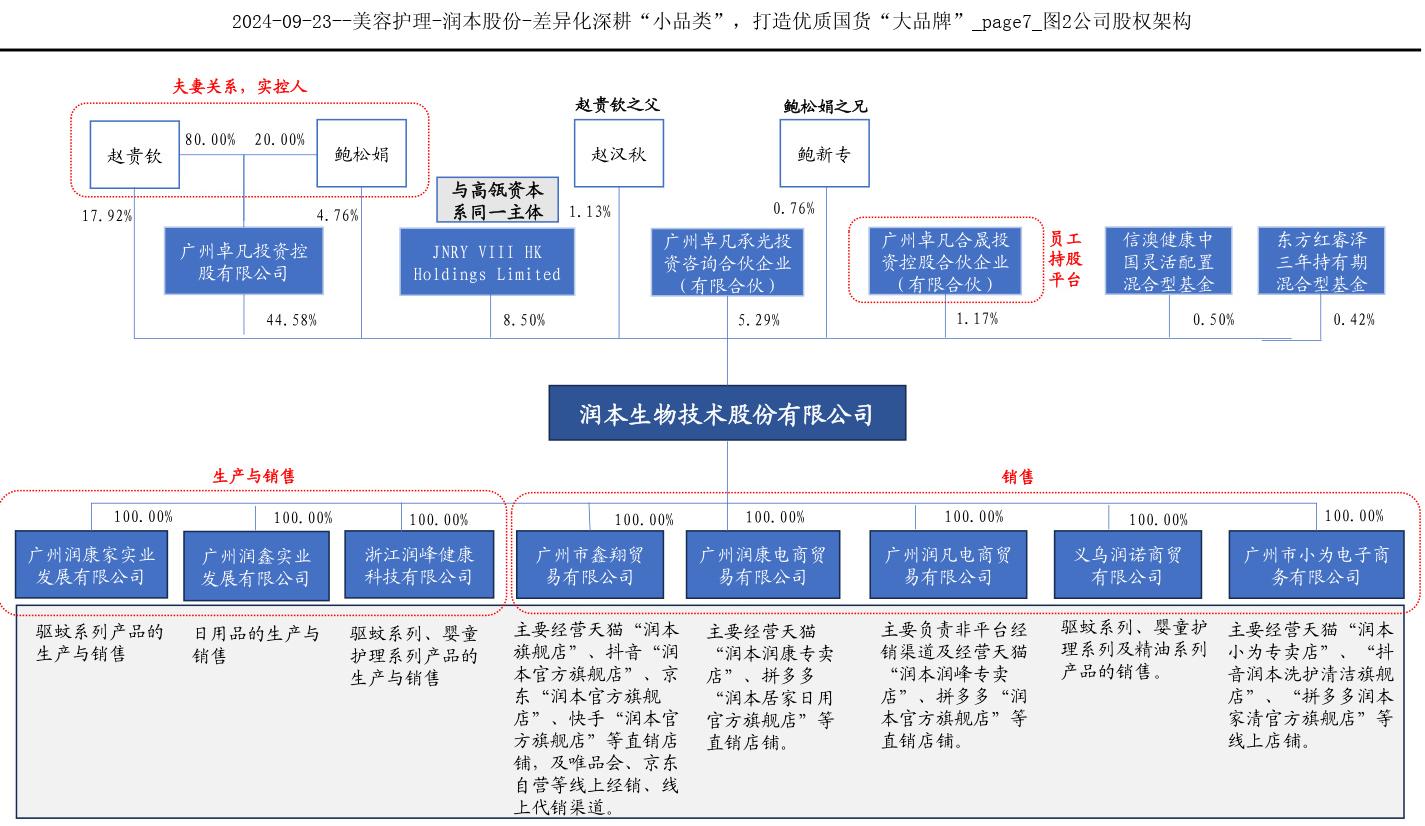 2024-09-23--美容护理-润本股份-差异化深耕“小品类”，打造优质国货“大品牌”_page7_图2公司股权架构
夫妻关系，实控人
赵贵钦
80.00%
20.00%
鲍松娟
赵贵钦之父
赵汉秋
鲍松娟之兄
鲍新专
17.92%
4.76%
与高瓴资本
系同一主体
1.13%
0.76%
广州卓凡投资控
股有限公司
JNRY VIII HK
Holdings Limited
广州卓凡承光投
资咨询合伙企业
（有限合伙）
广州卓凡合晟投
资控股合伙企业
（有限合伙）
员工
持股
平台
信澳健康中
国灵活配置
混合型基金
东方红睿泽
三年持有期
混合型基金
44.58%
8.50%
5.29%
1.17%
0.50%
0.42%
润本生物技术股份有限公司
生产与销售
销售
100.00%
100.00%
100.00%
100.00%
100.00%
100.00%
100.00%
100.00%
广州润康家实业
发展有限公司
广州润鑫实业
发展有限公司
浙江润峰健康
科技有限公司
广州市鑫翔贸
易有限公司
广州润康电商贸
易有限公司
广州润凡电商贸
易有限公司
义乌润诺商贸
有限公司
广州市小为电子商
务有限公司
驱蚊系列产品的
生产与销售
日用品的生产与
销售
驱蚊系列、婴童
护理系列产品的
生产与销售
主要经营天猫“润本
旗舰店”、抖音“润
本官方旗舰店”、京
东“润本官方旗舰
店”、快手“润本官
方旗舰店”等直销店
铺，及唯品会、京东
自营等线上经销、线
上代销渠道。
主要经营天猫
“润本润康专卖
店”、拼多多
“润本居家日用
官方旗舰店”等
直销店铺。
主要负责非平台经
销渠道及经营天猫
“润本润峰专卖
店”、拼多多“润
本官方旗舰店”等
直销店铺。
驱蚊系列、婴童护
理系列及精油系列
产品的销售。
主要经营天猫“润本
小为专卖店”、“抖
音润本洗护清洁旗舰
店”、“拼多多润本
家清官方旗舰店”等
线上店铺。